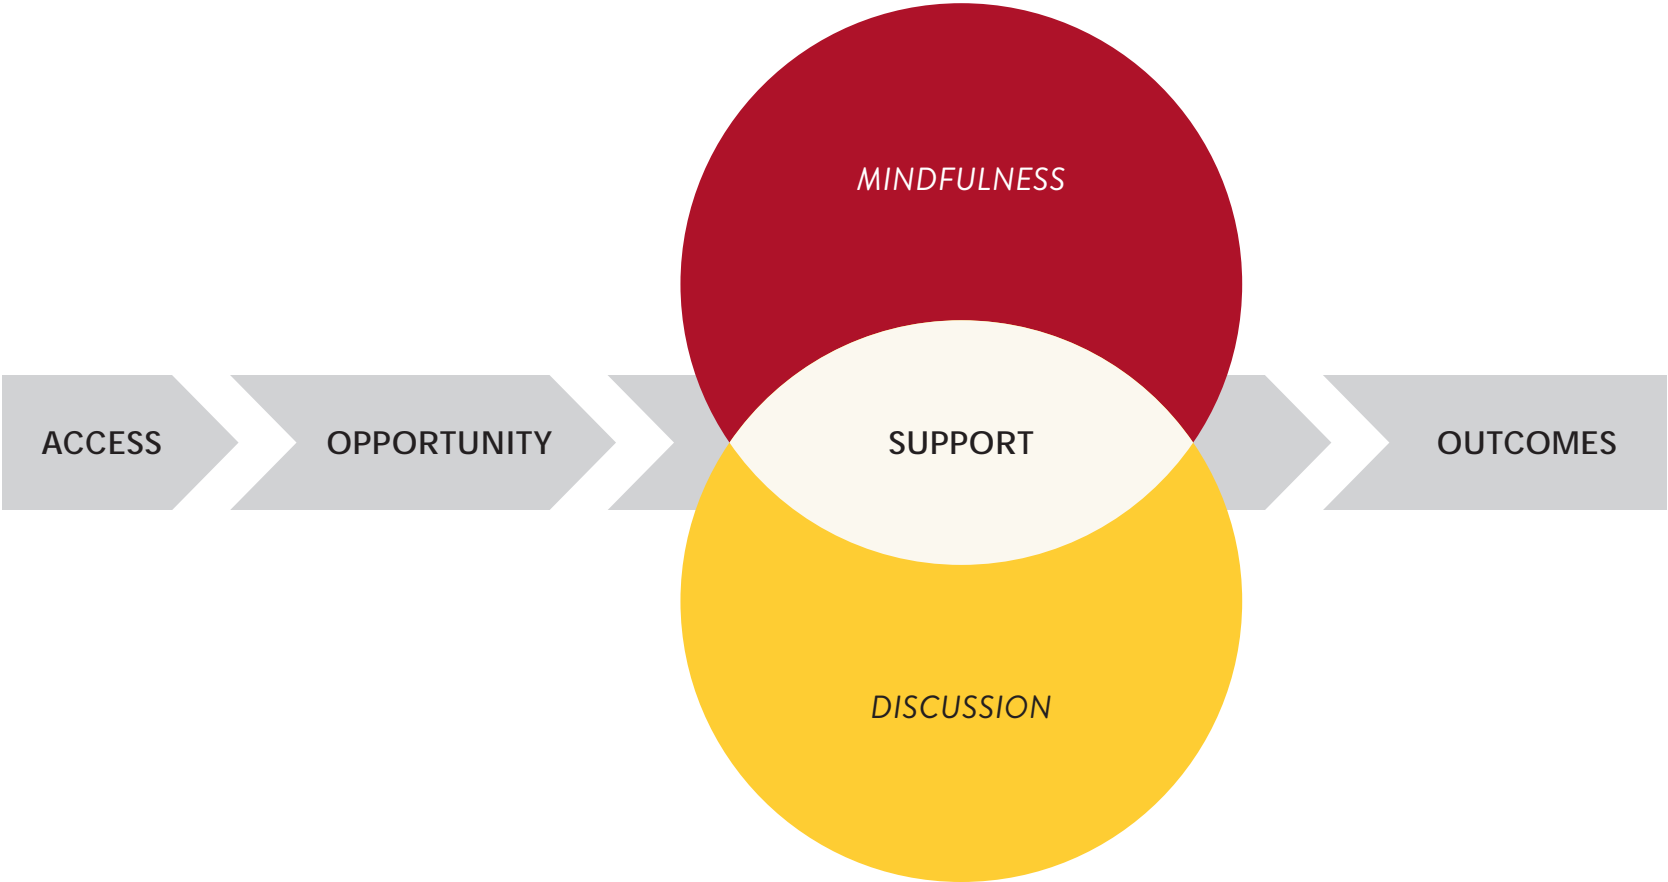 MINDFULNESS
ACCESS
OPPORTUNITY
SUPPORT
OUTCOMES
DISCUSSION